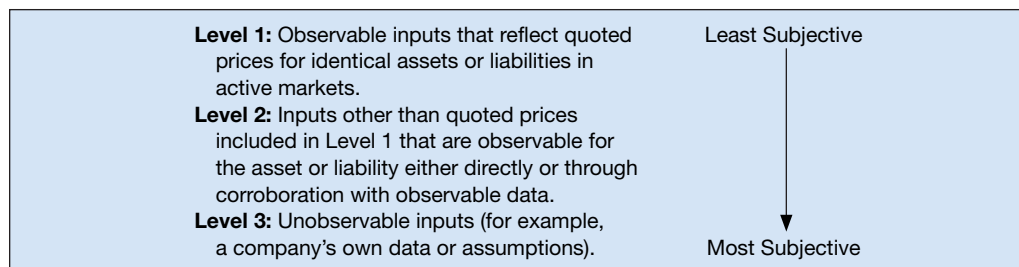 Level 1: Observable inputs that reflect quoted
prices for identical assets or liabilities in
active markets.
Level 2: Inputs other than quoted prices
included in Level 1 that are observable for
the asset or liability either directly or through
corroboration with observable data.
Level 3: Unobservable inputs (for example,
a company’s own data or assumptions).
Least Subjective
Most Subjective